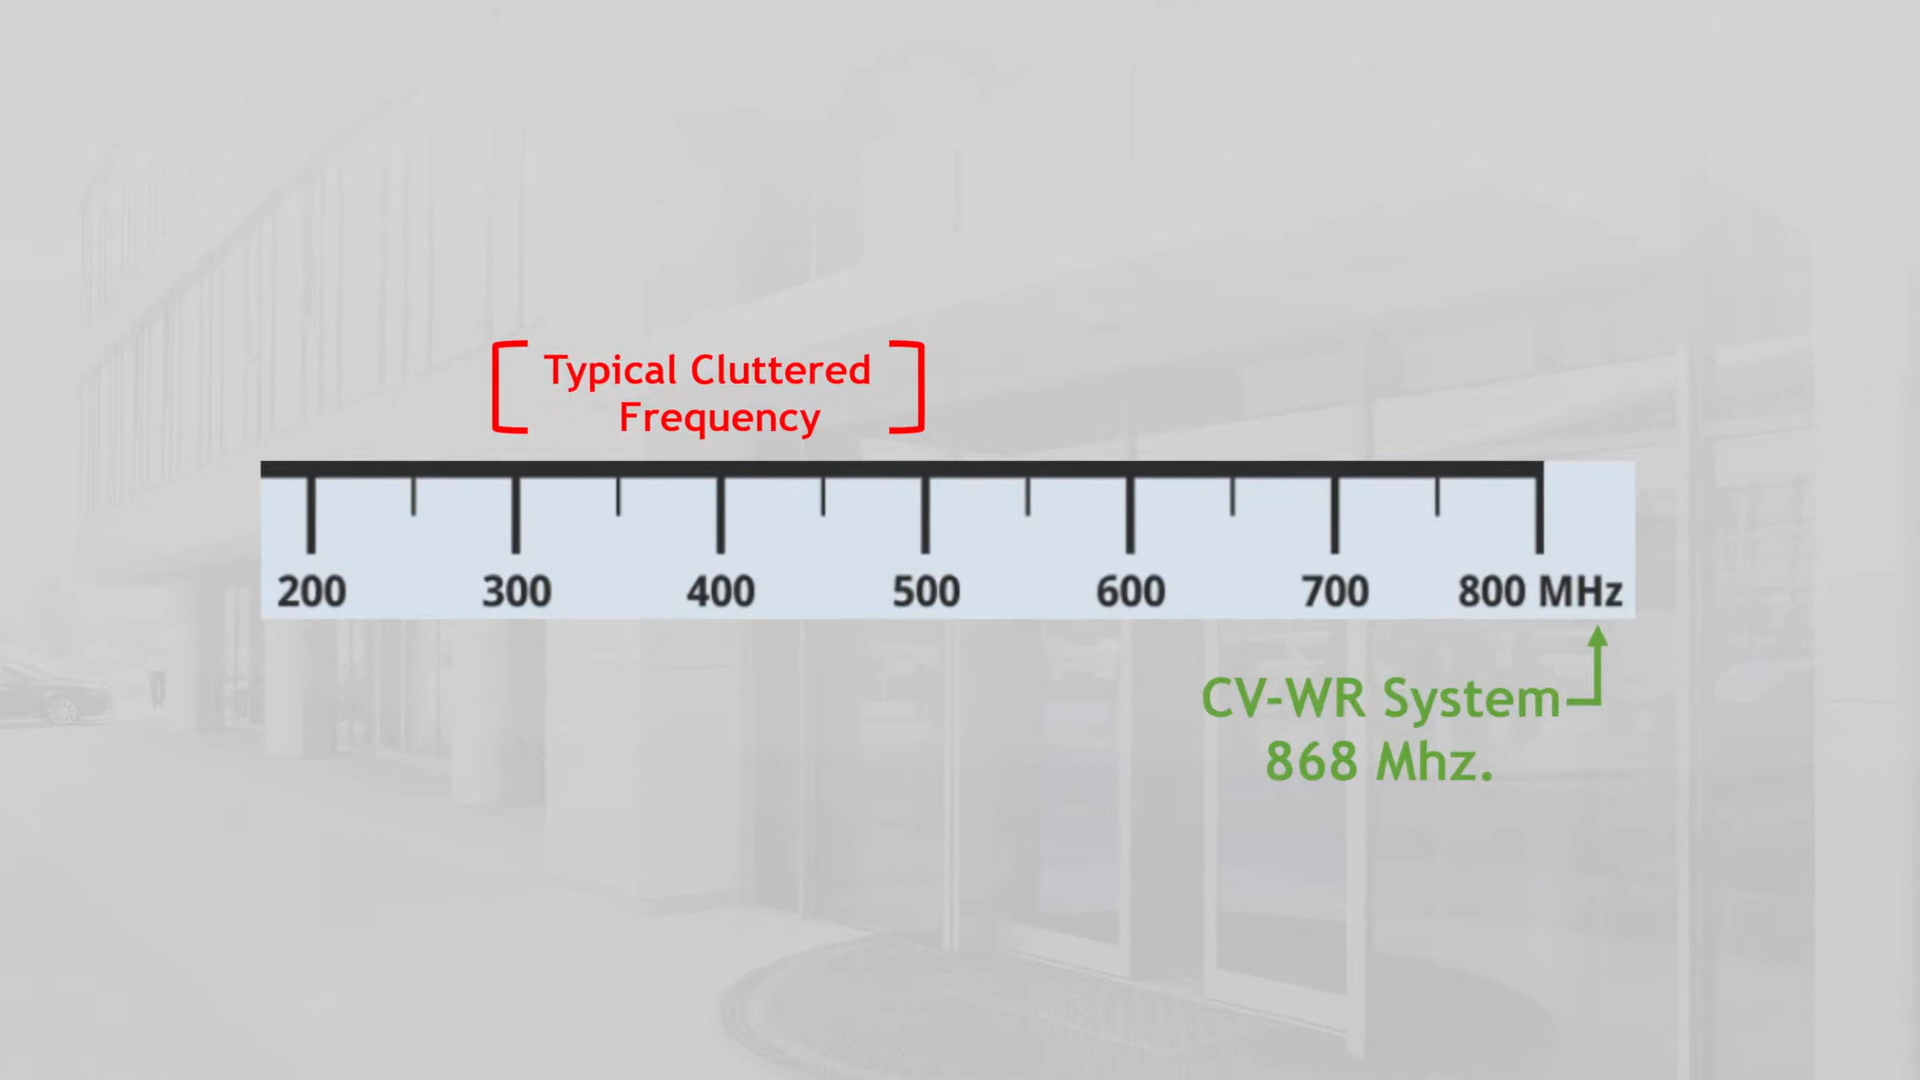 Typical Cluttered
Frequency
200 300 400 500 600 700 800 MHz
CV-WR System
868 Mhz.